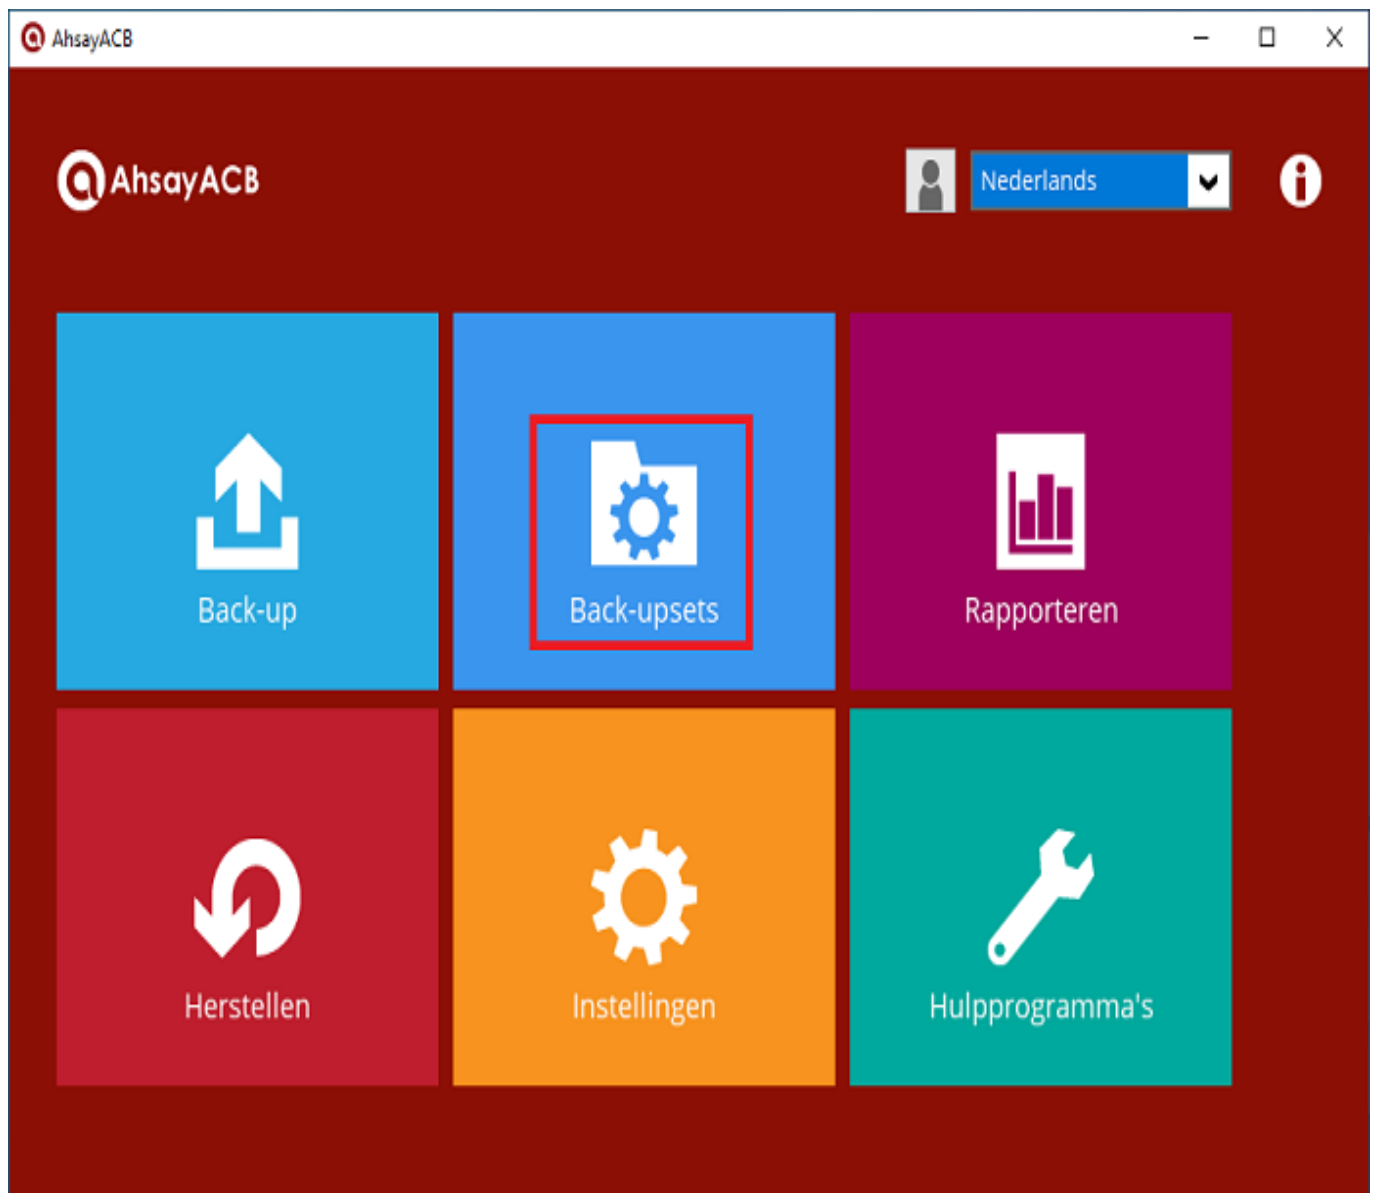 AhsayACB
AhsayACB
Nederlands
Back-up
Back-upsets
Rapporteren
Herstellen
Instellingen
Hulpprogramma's